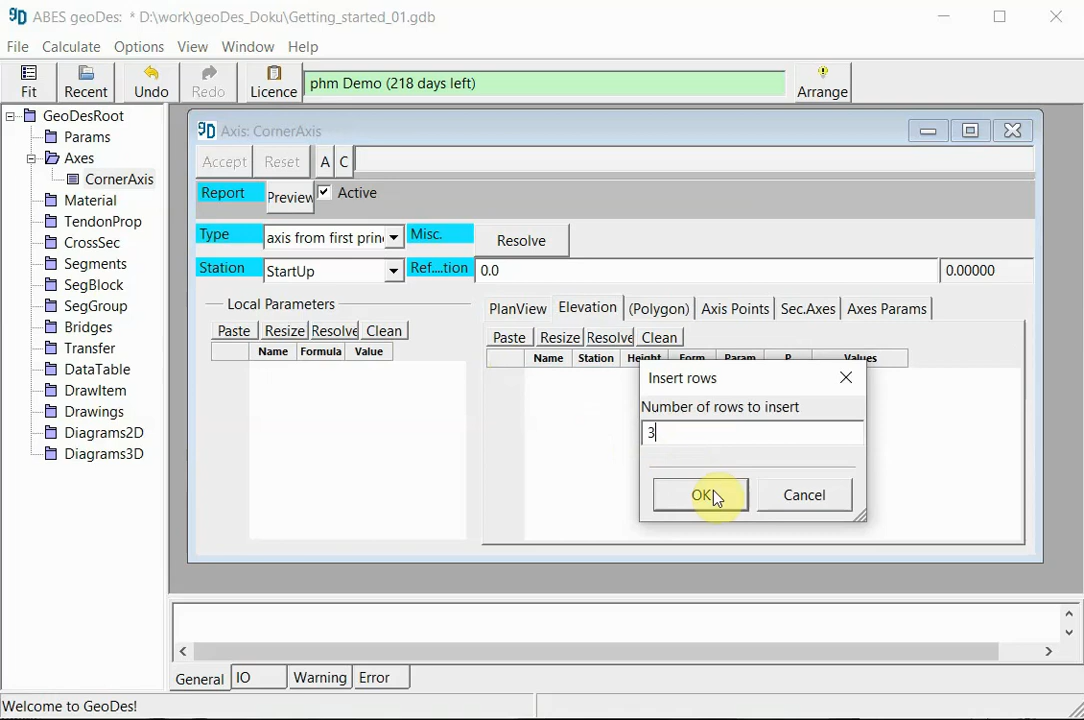 ABES geoDes: * D:\work\geoDes_Doku\Getting_started_01.gdb
File Calculate Options View Window Help
Fit Recent Undo Redo Licence phm Demo (218 days left) Arrange
GeoDesRoot
Params
Axes
CornerAxis
Material
TendonProp
CrossSec
Segments
SegBlock
SegGroup
Bridges
Transfer
DataTable
DrawItem
Drawings
Diagrams2D
Diagrams3D
Axis: CornerAxis
Accept Reset A C
Report Preview Active
Type axis from first prin Misc. Resolve
Station StartUp Ref....tion 0.0 0.00000
Local Parameters
Paste Resize Resolve Clean
Name Formula Value
PlanView Elevation (Polygon) Axis Points Sec.Axes Axes Params
Paste Resize Resolve Clean
Name Station Height Form Param P Values
Insert rows
Number of rows to insert
3
OK Cancel
General IO Warning Error
Welcome to GeoDes!